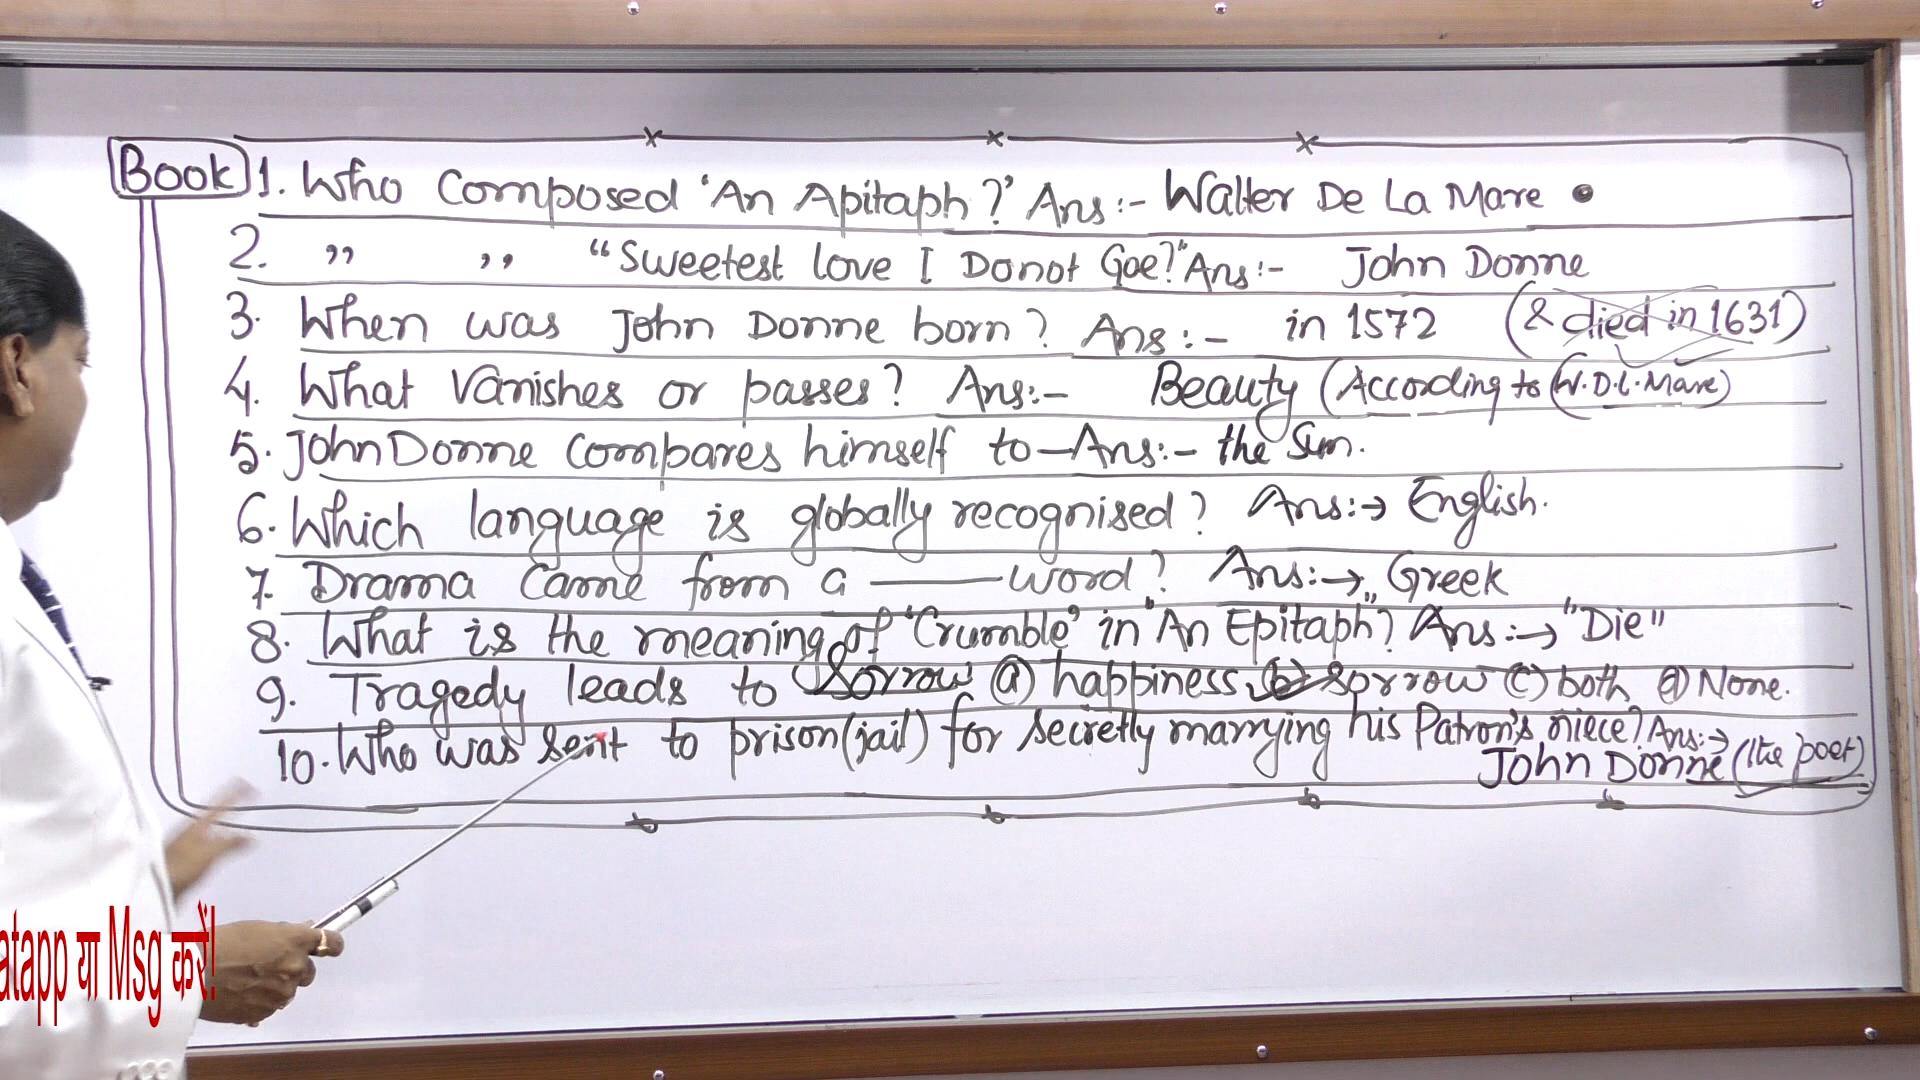 Book 1. Who Composed 'An Apitaph?' Ans:- Walter De La Mare
2. ,, ,, "Sweetest love I Donot Goe?" Ans:- John Donne
3. When was John Donne born? Ans:- in 1572 (& died in 1631)
4. What Vanishes or passes? Ans:- Beauty (According to (W.D.L.Mare)
5. John Donne compares himself to - Ans:- the Sun.
6. Which language is globally recognised? Ans:→ English.
7. Drama Came from a —— word? Ans:→ Greek
8. What is the meaning of 'Crumble' in "An Epitaph"? Ans:→ "Die"
9. Tragedy leads to Sorrow (a) happiness (b) sorrow (c) both (d) None.
10. Who was sent to prison (jail) for secretly marrying his Patron's niece? Ans:→
John Donne (the poet)
atapp या Msg करें!